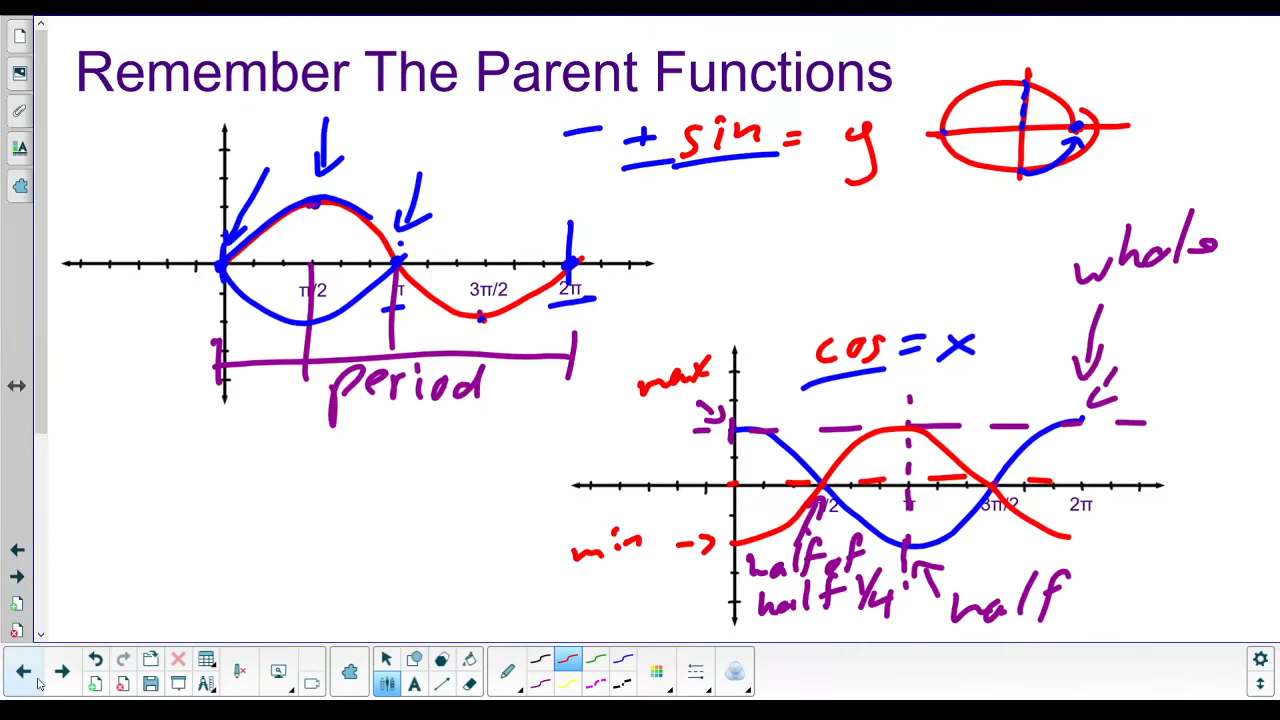 Remember The Parent Functions
- + sin = y
π/2 π 3π/2 2π
period
whole
cos = x
max
π/2 π 3π/2 2π
min ->
half of
half 1/4
half